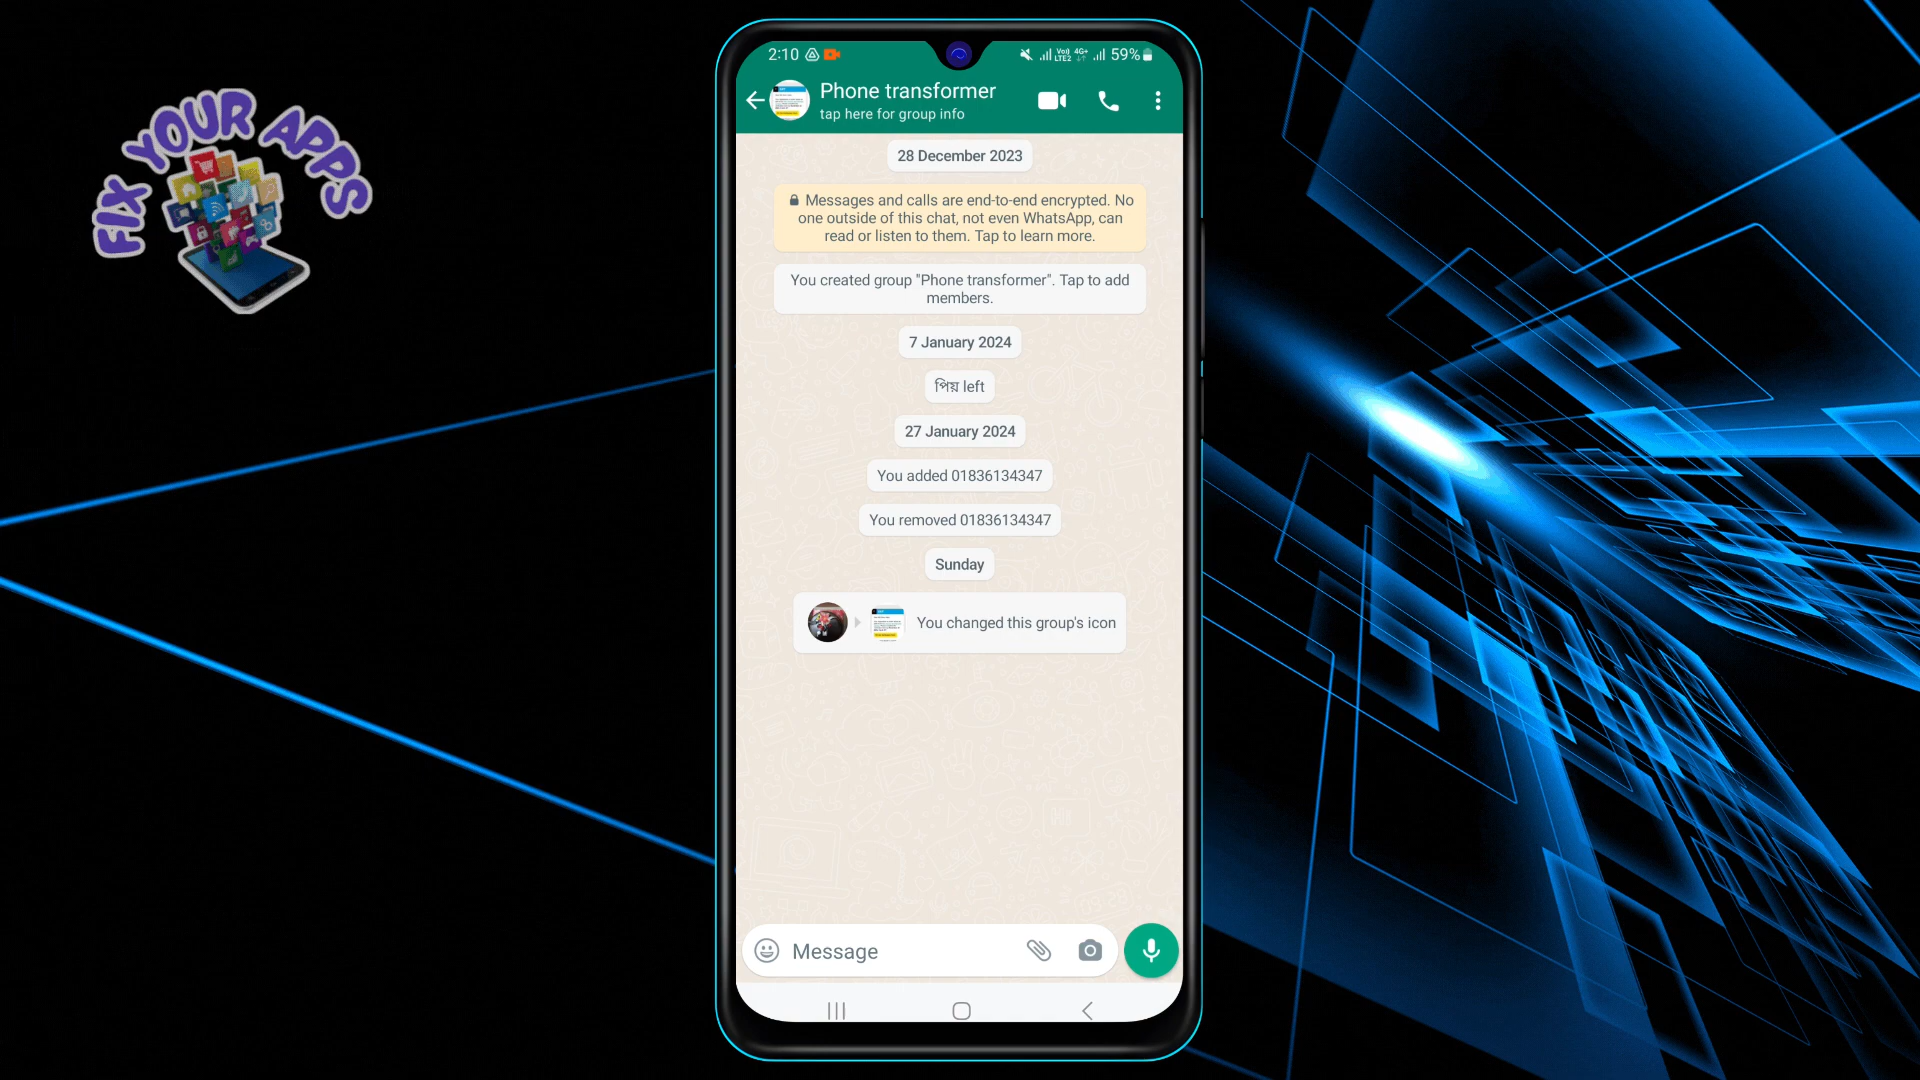 FIX YOUR APPS
2:10
Vo)) 4G+
LTE2
59%
Phone transformer
tap here for group info
28 December 2023
Messages and calls are end-to-end encrypted. No
one outside of this chat, not even WhatsApp, can
read or listen to them. Tap to learn more.
You created group "Phone transformer". Tap to add
members.
7 January 2024
পিয় left
27 January 2024
You added 01836134347
You removed 01836134347
Sunday
You changed this group's icon
Message